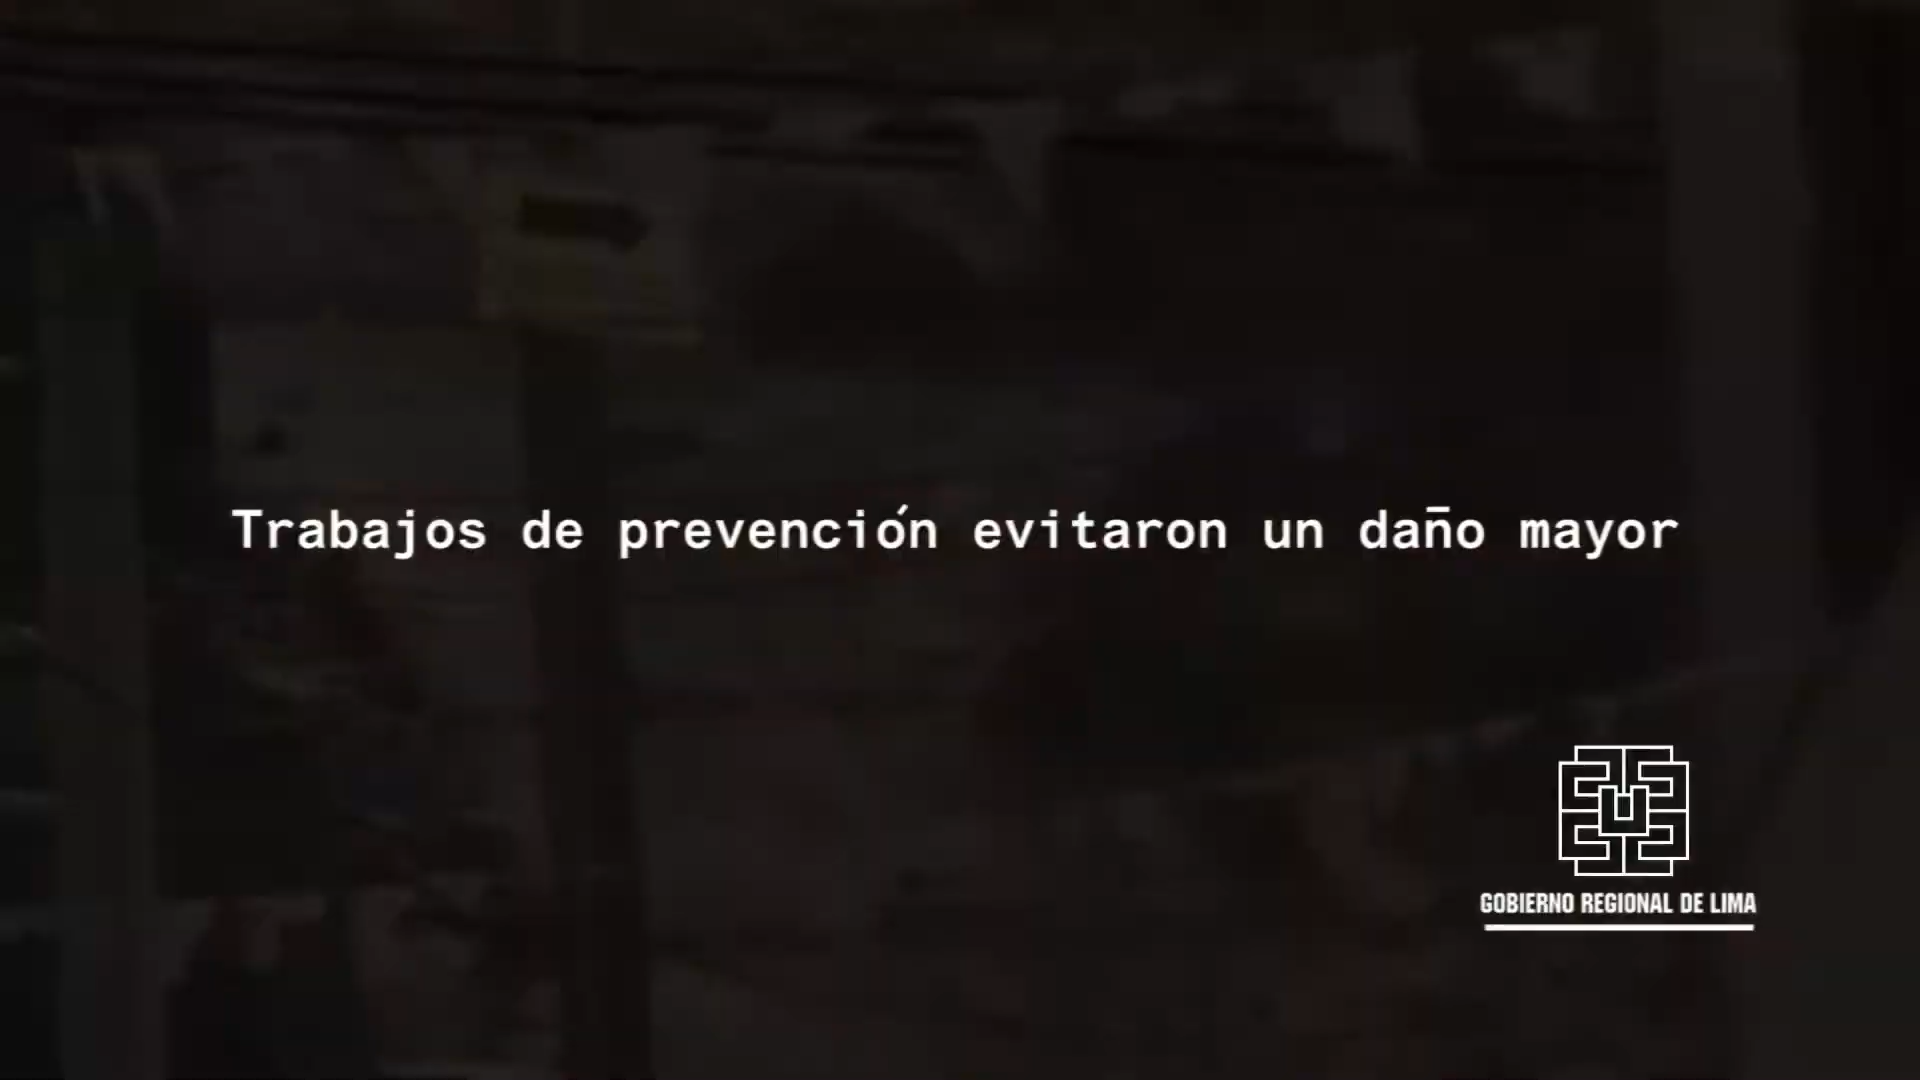 Trabajos de prevención evitaron un daño mayor
GOBIERNO REGIONAL DE LIMA